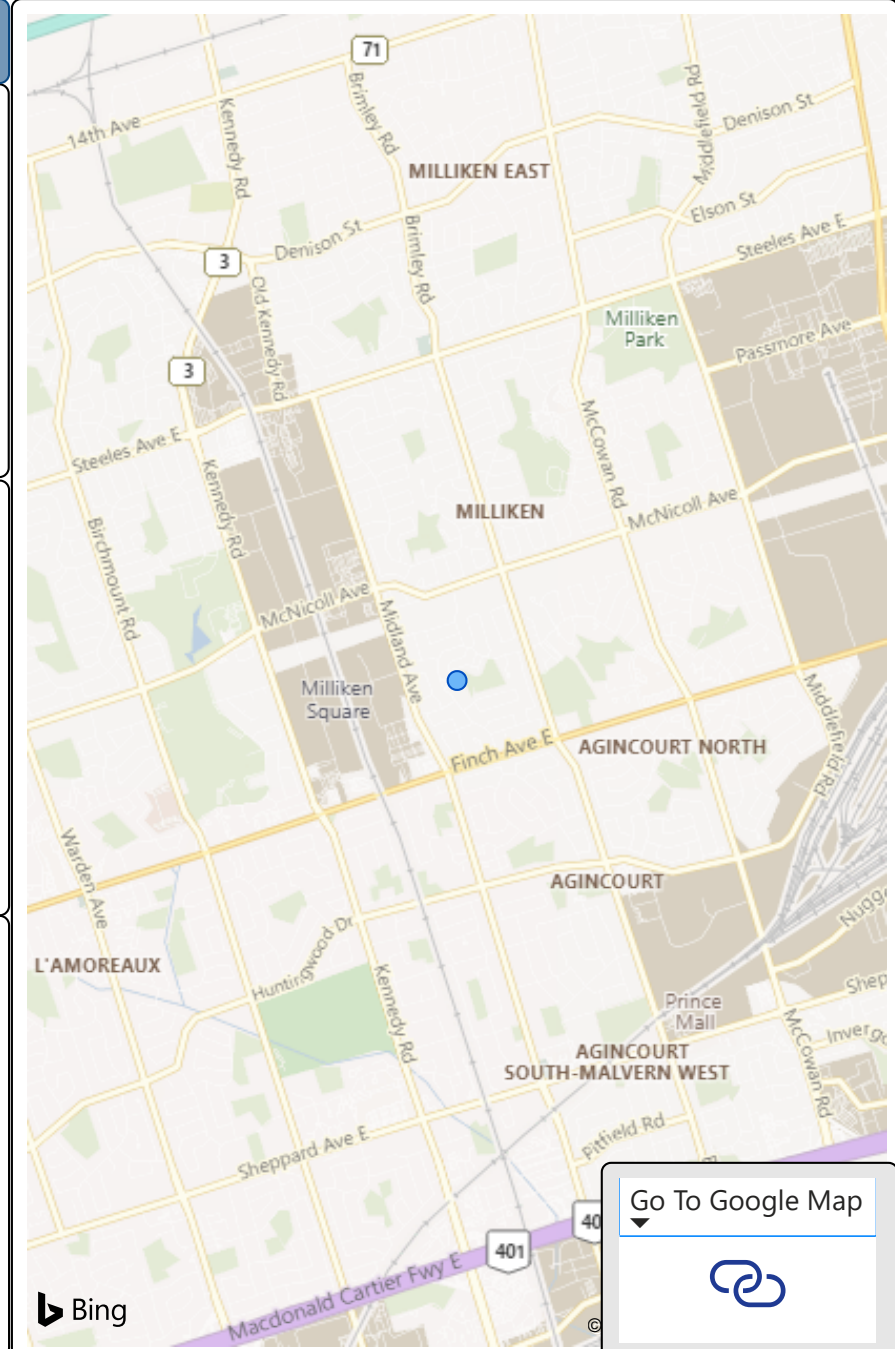 71
14th Ave
Kennedy Rd
Brimley Rd
Middlefield Rd
Denison St
MILLIKEN EAST
Elson St
Steeles Ave E
Denison St
Brimley Rd
3
Old Kennedy Rd
Milliken
Park
Passmore Ave
3
Steeles Ave E
Kennedy Rd
McCowan Rd
MILLIKEN
McNicoll Ave
Birchmount Rd
McNicoll Ave
Midland Ave
Milliken
Square
Finch Ave E
AGINCOURT NORTH
Middlefield Rd
Warden Ave
AGINCOURT
L'AMOREAUX
Huntingwood Dr
Kennedy Rd
Prince
Mall
McCowan Rd
AGINCOURT
SOUTH-MALVERN WEST
Pitfield Rd
Sheppard Ave E
401
Macdonald Cartier Fwy E
Bing
©
Go To Google Map